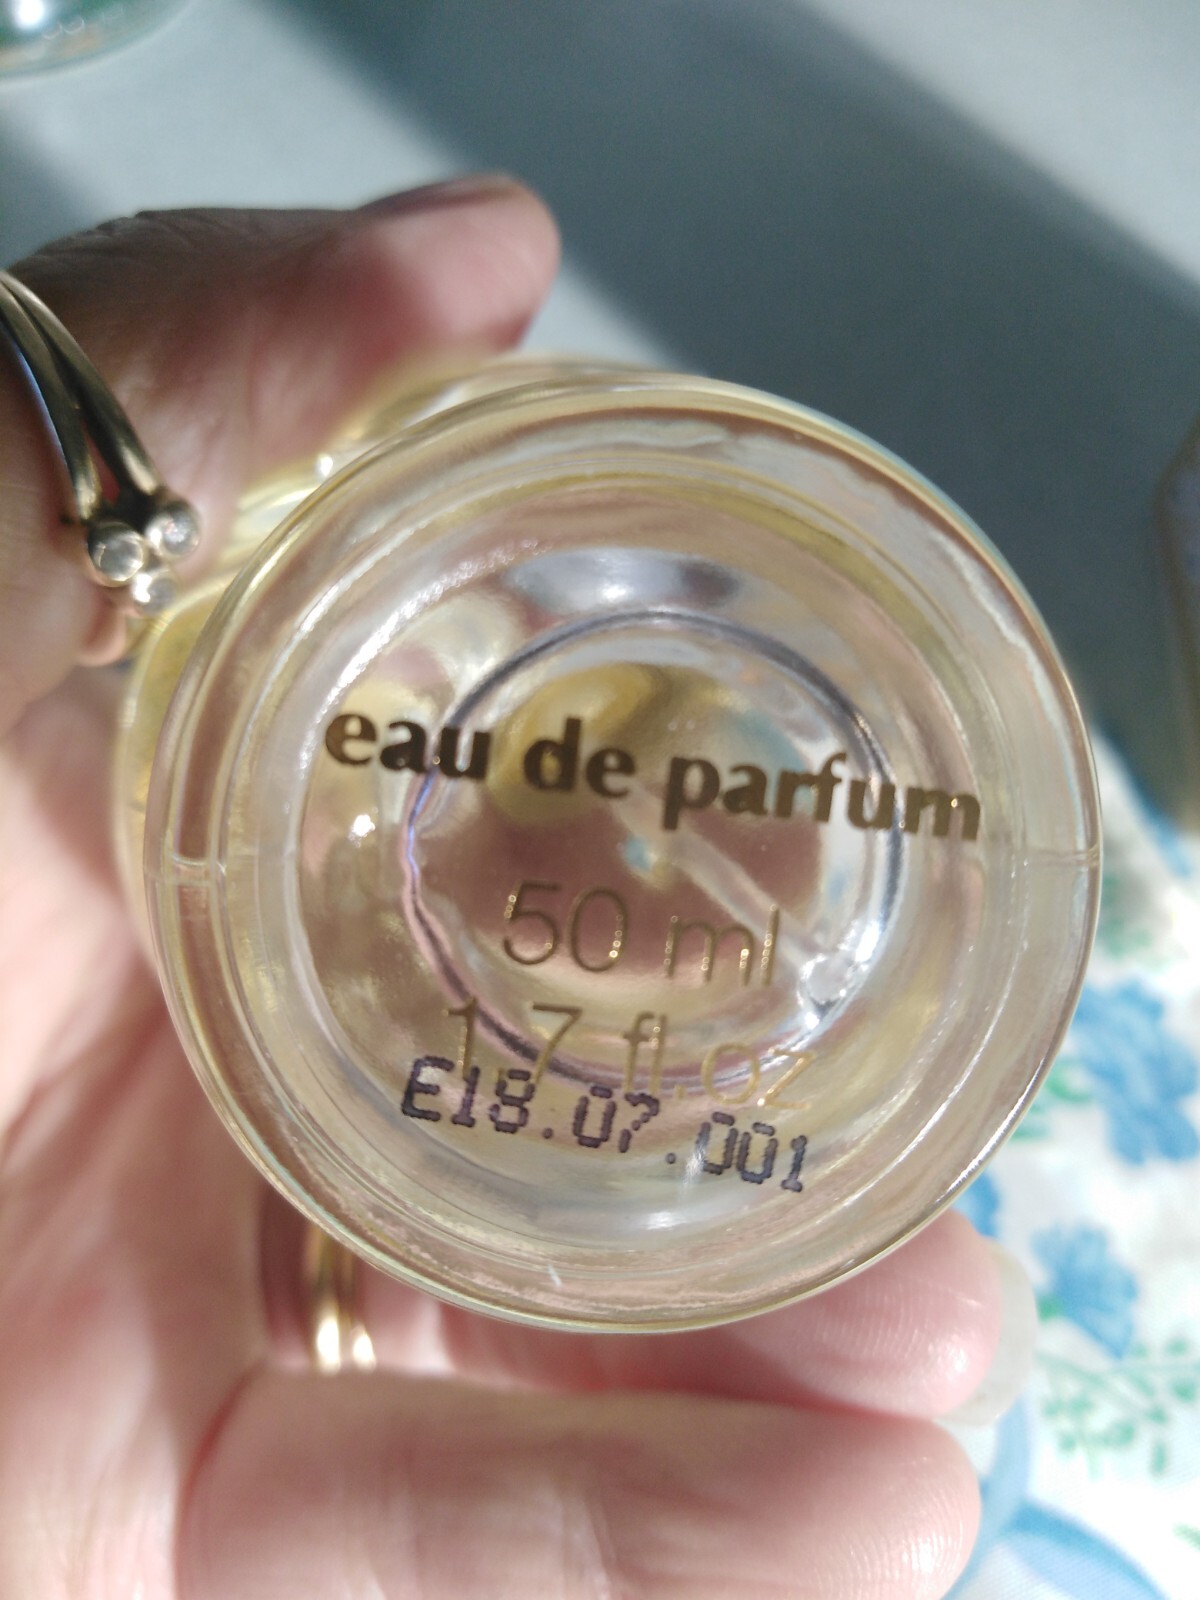 eau de parfum
50 ml
1.7 fl.oz
E18.07.001